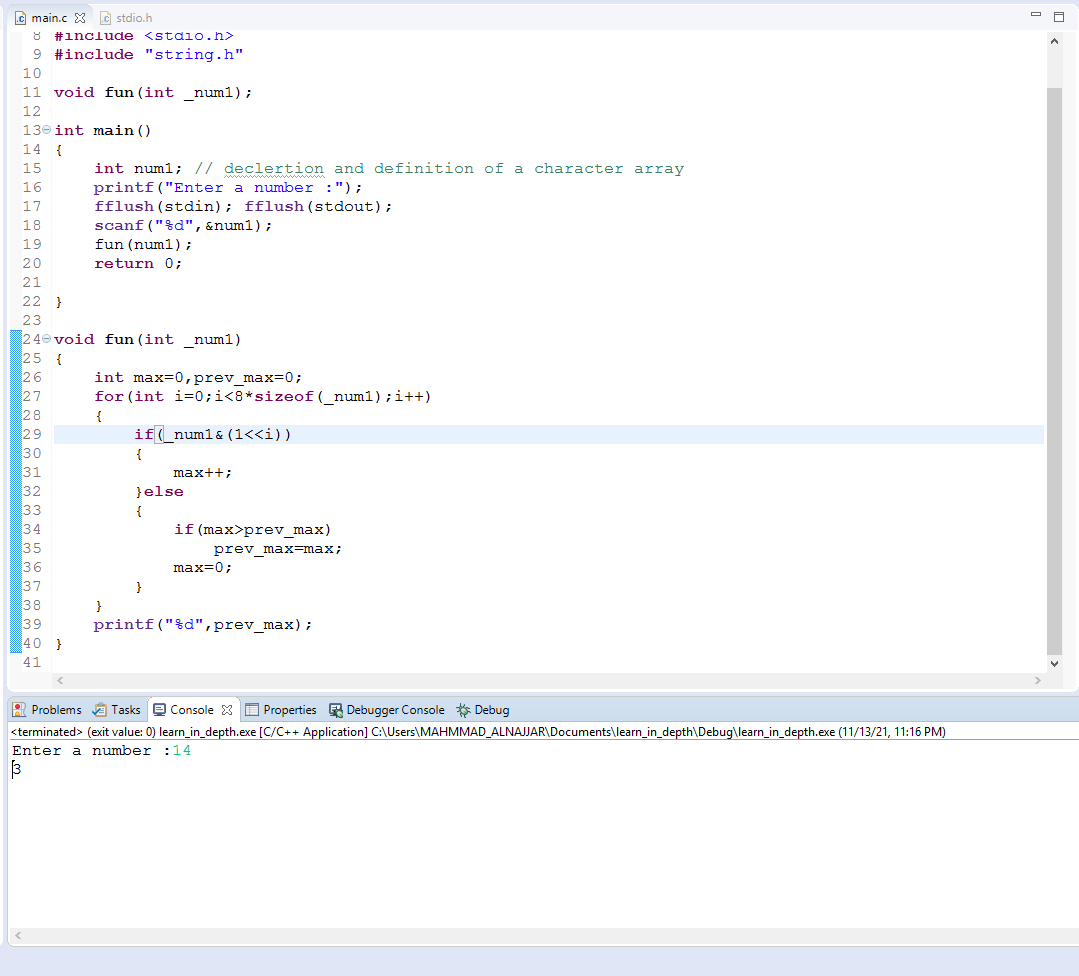 main.c stdio.h
8 #include <stdio.h>
9 #include "string.h"
10
11 void fun(int _num1);
12
13 int main()
14 {
15     int num1; // declertion and definition of a character array
16     printf("Enter a number :");
17     fflush(stdin); fflush(stdout);
18     scanf("%d",&num1);
19     fun(num1);
20     return 0;
21
22 }
23
24 void fun(int _num1)
25 {
26     int max=0,prev_max=0;
27     for(int i=0;i<8*sizeof(_num1);i++)
28     {
29         if(_num1&(1<<i))
30         {
31             max++;
32         }else
33         {
34             if(max>prev_max)
35                 prev_max=max;
36             max=0;
37         }
38     }
39     printf("%d",prev_max);
40 }
41
Problems Tasks Console Properties Debugger Console Debug
<terminated> (exit value: 0) learn_in_depth.exe [C/C++ Application] C:\Users\MAHMMAD_ALNAJJAR\Documents\learn_in_depth\Debug\learn_in_depth.exe (11/13/21, 11:16 PM)
Enter a number :14
3